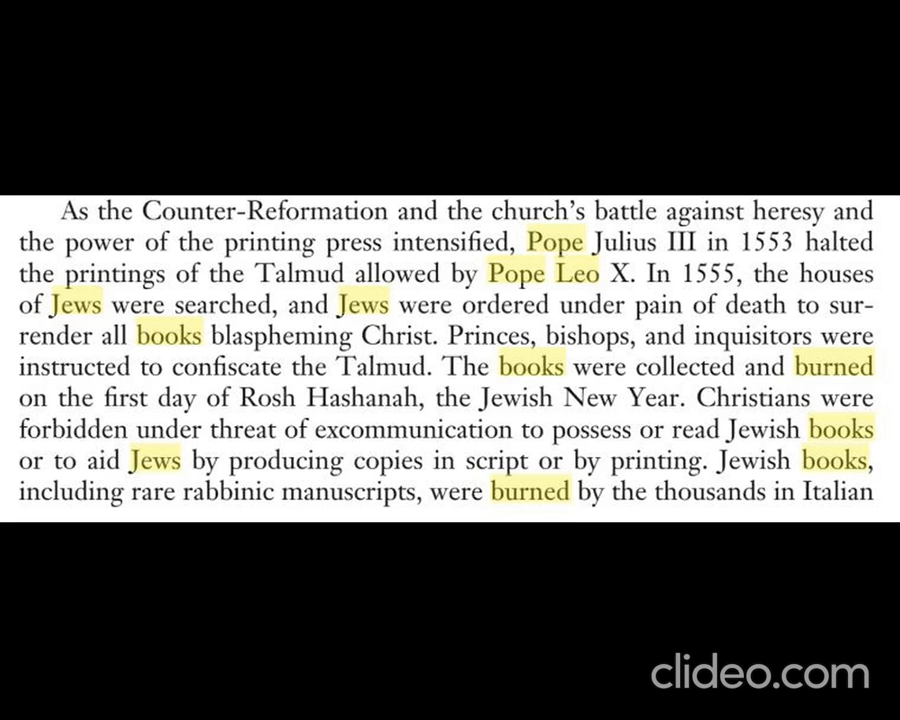 As the Counter-Reformation and the church's battle against heresy and
the power of the printing press intensified, Pope Julius III in 1553 halted
the printings of the Talmud allowed by Pope Leo X. In 1555, the houses
of Jews were searched, and Jews were ordered under pain of death to sur-
render all books blaspheming Christ. Princes, bishops, and inquisitors were
instructed to confiscate the Talmud. The books were collected and burned
on the first day of Rosh Hashanah, the Jewish New Year. Christians were
forbidden under threat of excommunication to possess or read Jewish books
or to aid Jews by producing copies in script or by printing. Jewish books,
including rare rabbinic manuscripts, were burned by the thousands in Italian
clideo.com